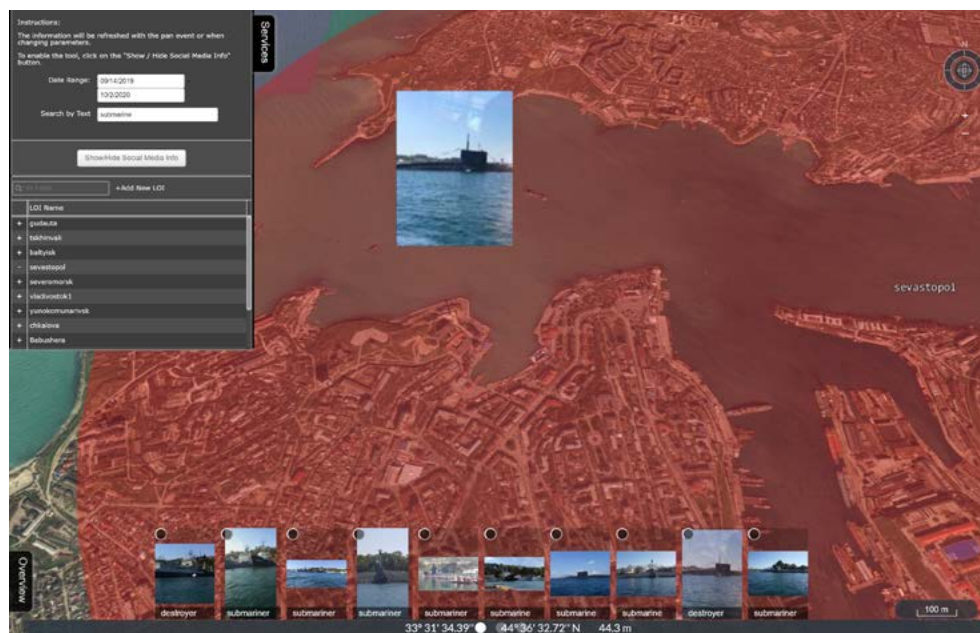 Instructions:
The information will be refreshed with the pan event or when
changing parameters.
To enable the tool, click on the "Show / Hide Social Media Info"
button.
Date Range: 09/14/2019
10/2/2020
Search by Text submarine
Show/Hide Social Media Info
+Add New LOI
LOI Name
+ gudauta
+ tskhinvali
+ baltyisk
- sevastopol
+ severomorsk
+ vladivostok1
+ yunokomunarivsk
+ chkalova
+ Babushera
Services
sevastopol
Overview
destroyer submariner submariner submariner submariner submariner submariner submariner destroyer submariner
100 m
33° 31' 34.39" 44° 36' 32.72" N 44.3 m